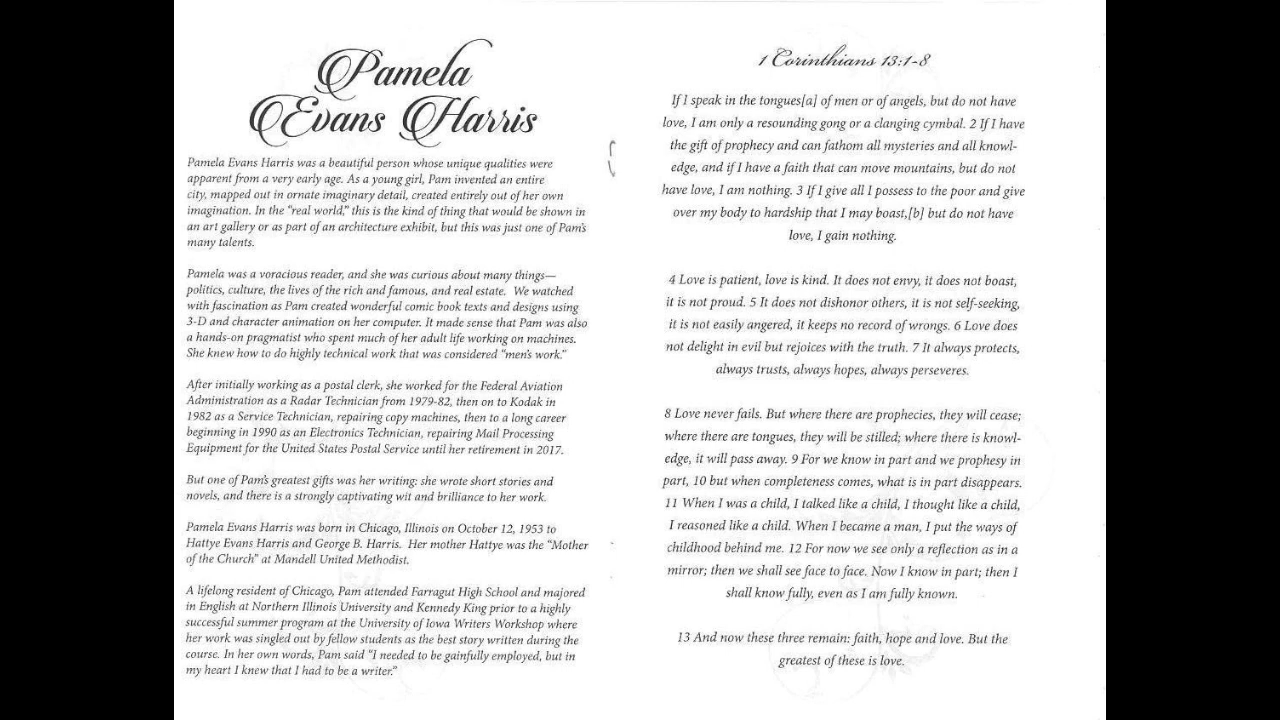 Pamela
Evans Harris
Pamela Evans Harris was a beautiful person whose unique qualities were
apparent from a very early age. As a young girl, Pam invented an entire
city, mapped out in ornate imaginary detail, created entirely out of her own
imagination. In the “real world,” this is the kind of thing that would be shown in
an art gallery or as part of an architecture exhibit, but this was just one of Pam's
many talents.
Pamela was a voracious reader, and she was curious about many things—
politics, culture, the lives of the rich and famous, and real estate. We watched
with fascination as Pam created wonderful comic book texts and designs using
3-D and character animation on her computer. It made sense that Pam was also
a hands-on pragmatist who spent much of her adult life working on machines.
She knew how to do highly technical work that was considered “men's work.”
After initially working as a postal clerk, she worked for the Federal Aviation
Administration as a Radar Technician from 1979-82, then on to Kodak in
1982 as a Service Technician, repairing copy machines, then to a long career
beginning in 1990 as an Electronics Technician, repairing Mail Processing
Equipment for the United States Postal Service until her retirement in 2017.
But one of Pam's greatest gifts was her writing: she wrote short stories and
novels, and there is a strongly captivating wit and brilliance to her work.
Pamela Evans Harris was born in Chicago, Illinois on October 12, 1953 to
Hattye Evans Harris and George B. Harris. Her mother Hattye was the “Mother
of the Church” at Mandell United Methodist.
A lifelong resident of Chicago, Pam attended Farragut High School and majored
in English at Northern Illinois University and Kennedy King prior to a highly
successful summer program at the University of Iowa Writers Workshop where
her work was singled out by fellow students as the best story written during the
course. In her own words, Pam said “I needed to be gainfully employed, but in
my heart I knew that I had to be a writer.”
1 Corinthians 13:1-8
If I speak in the tongues[a] of men or of angels, but do not have
love, I am only a resounding gong or a clanging cymbal. 2 If I have
the gift of prophecy and can fathom all mysteries and all knowl-
edge, and if I have a faith that can move mountains, but do not
have love, I am nothing. 3 If I give all I possess to the poor and give
over my body to hardship that I may boast,[b] but do not have
love, I gain nothing.
4 Love is patient, love is kind. It does not envy, it does not boast,
it is not proud. 5 It does not dishonor others, it is not self-seeking,
it is not easily angered, it keeps no record of wrongs. 6 Love does
not delight in evil but rejoices with the truth. 7 It always protects,
always trusts, always hopes, always perseveres.
8 Love never fails. But where there are prophecies, they will cease;
where there are tongues, they will be stilled; where there is knowl-
edge, it will pass away. 9 For we know in part and we prophesy in
part, 10 but when completeness comes, what is in part disappears.
11 When I was a child, I talked like a child, I thought like a child,
I reasoned like a child. When I became a man, I put the ways of
childhood behind me. 12 For now we see only a reflection as in a
mirror; then we shall see face to face. Now I know in part; then I
shall know fully, even as I am fully known.
13 And now these three remain: faith, hope and love. But the
greatest of these is love.